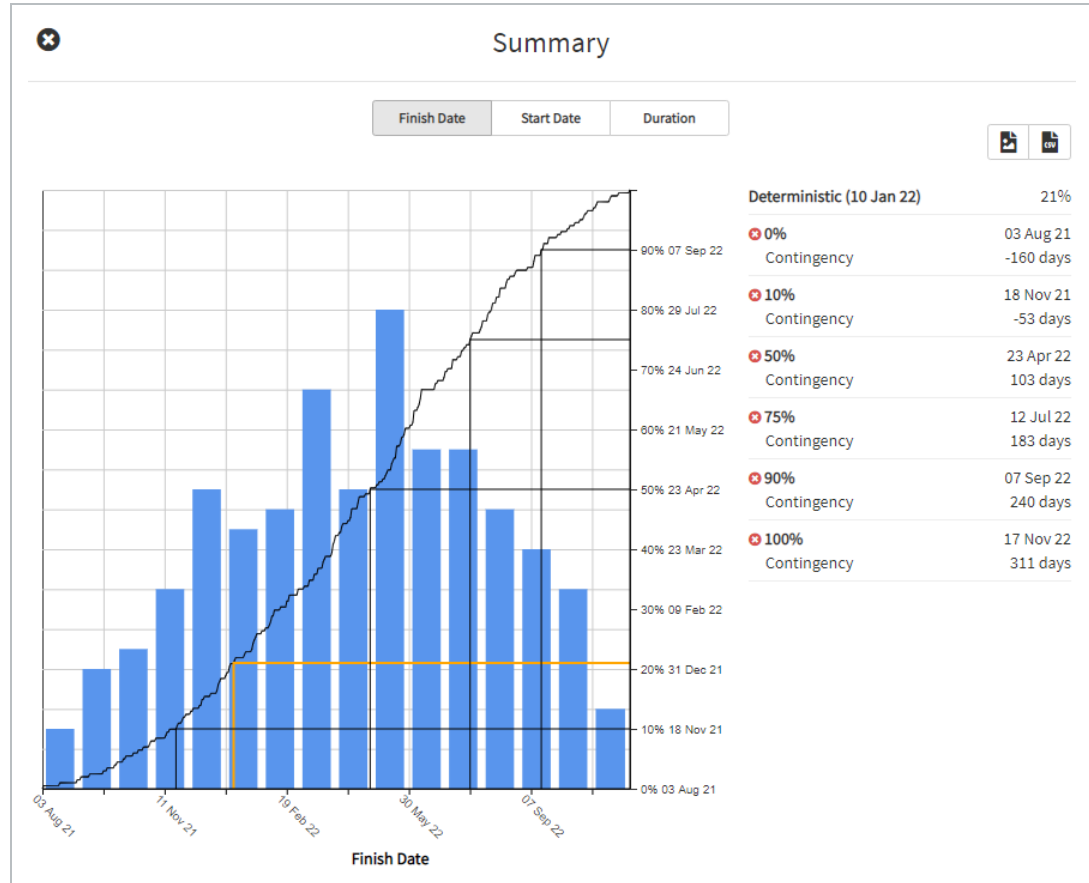 Summary
Finish Date
Start Date
Duration
CSV
90% 07 Sep 22
80% 29 Jul 22
70% 24 Jun 22
60% 21 May 22
50% 23 Apr 22
40% 23 Mar 22
30% 09 Feb 22
20% 31 Dec 21
10% 18 Nov 21
0% 03 Aug 21
03 Aug 21
11 Nov 21
19 Feb 22
30 May 22
07 Sep 22
Finish Date
Deterministic (10 Jan 22) 21%
0% 03 Aug 21
Contingency -160 days
10% 18 Nov 21
Contingency -53 days
50% 23 Apr 22
Contingency 103 days
75% 12 Jul 22
Contingency 183 days
90% 07 Sep 22
Contingency 240 days
100% 17 Nov 22
Contingency 311 days